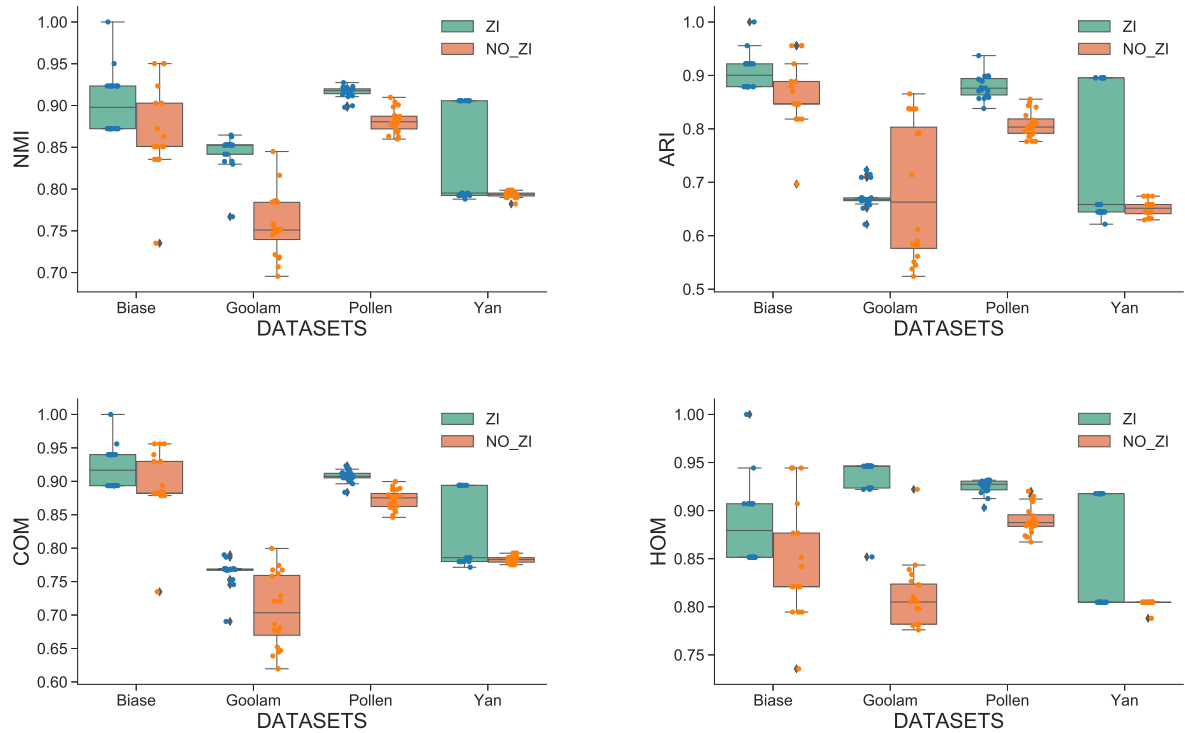 1.00
0.95
0.90
0.85
0.80
0.75
0.70
NMI
ZI
NO_ZI
Biase Goolam Pollen Yan
DATASETS
1.0
0.9
0.8
0.7
0.6
0.5
ARI
ZI
NO_ZI
Biase Goolam Pollen Yan
DATASETS
1.00
0.95
0.90
0.85
0.80
0.75
0.70
0.65
0.60
COM
ZI
NO_ZI
Biase Goolam Pollen Yan
DATASETS
1.00
0.95
0.90
0.85
0.80
0.75
HOM
ZI
NO_ZI
Biase Goolam Pollen Yan
DATASETS